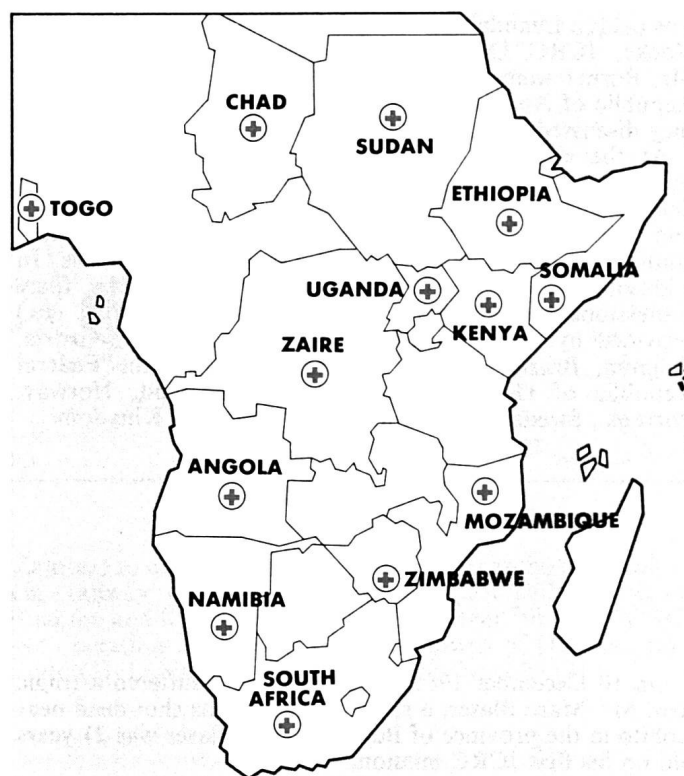 CHAD
SUDAN
TOGO
ETHIOPIA
UGANDA
SOMALIA
KENYA
ZAIRE
ANGOLA
MOZAMBIQUE
ZIMBABWE
NAMIBIA
SOUTH
AFRICA